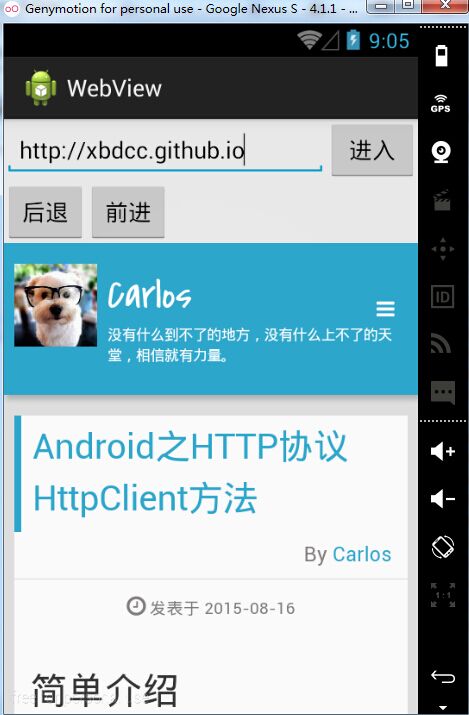 Genymotion for personal use - Google Nexus S - 4.1.1 - ...
9:05
WebView
http://xbdcc.github.io
进入
后退
前进
Carlos
没有什么到不了的地方，没有什么上不了的天
堂，相信就有力量。
Android之HTTP协议
HttpClient方法
By Carlos
发表于 2015-08-16
简单介绍
GPS
ID
1:1